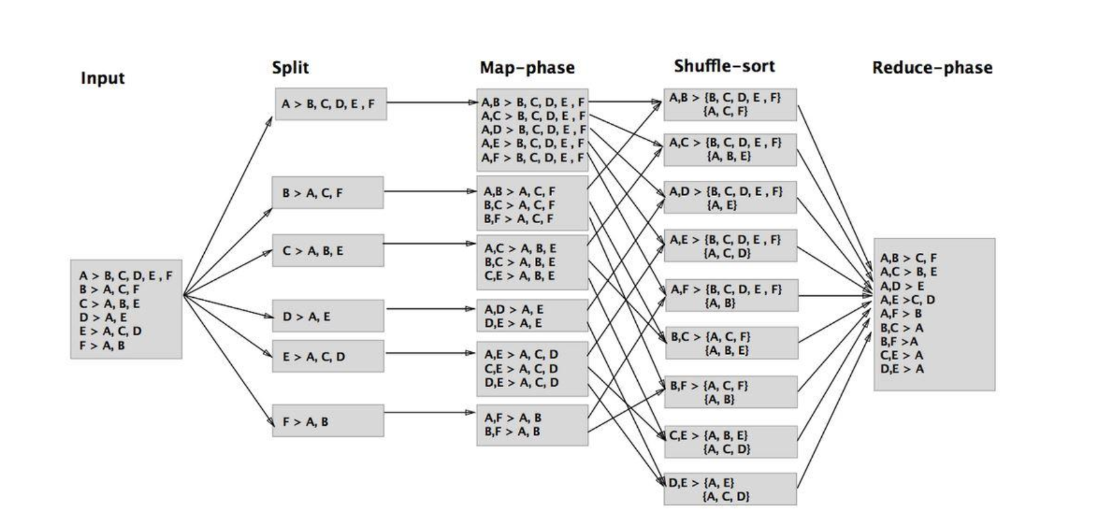 Input
Split
Map-phase
Shuffle-sort
Reduce-phase
A > B, C, D, E , F
B > A, C, F
C > A, B, E
D > A, E
E > A, C, D
F > A, B
A > B, C, D, E , F
B > A, C, F
C > A, B, E
D > A, E
E > A, C, D
F > A, B
A,B > B, C, D, E , F
A,C > B, C, D, E , F
A,D > B, C, D, E , F
A,E > B, C, D, E , F
A,F > B, C, D, E , F
A,B > A, C, F
B,C > A, C, F
B,F > A, C, F
A,C > A, B, E
B,C > A, B, E
C,E > A, B, E
A,D > A, E
D,E > A, E
A,E > A, C, D
C,E > A, C, D
D,E > A, C, D
A,F > A, B
B,F > A, B
A,B > {B, C, D, E , F}
{A, C, F}
A,C > {B, C, D, E , F}
{A, B, E}
A,D > {B, C, D, E , F}
{A, E}
A,E > {B, C, D, E , F}
{A, C, D}
A,F > {B, C, D, E , F}
{A, B}
B,C > {A, C, F}
{A, B, E}
B,F > {A, C, F}
{A, B}
C,E > {A, B, E}
{A, C, D}
D,E > {A, E}
{A, C, D}
A,B > C, F
A,C > B, E
A,D > E
A,E >C, D
A,F > B
B,C > A
B,F >A
C,E > A
D,E > A